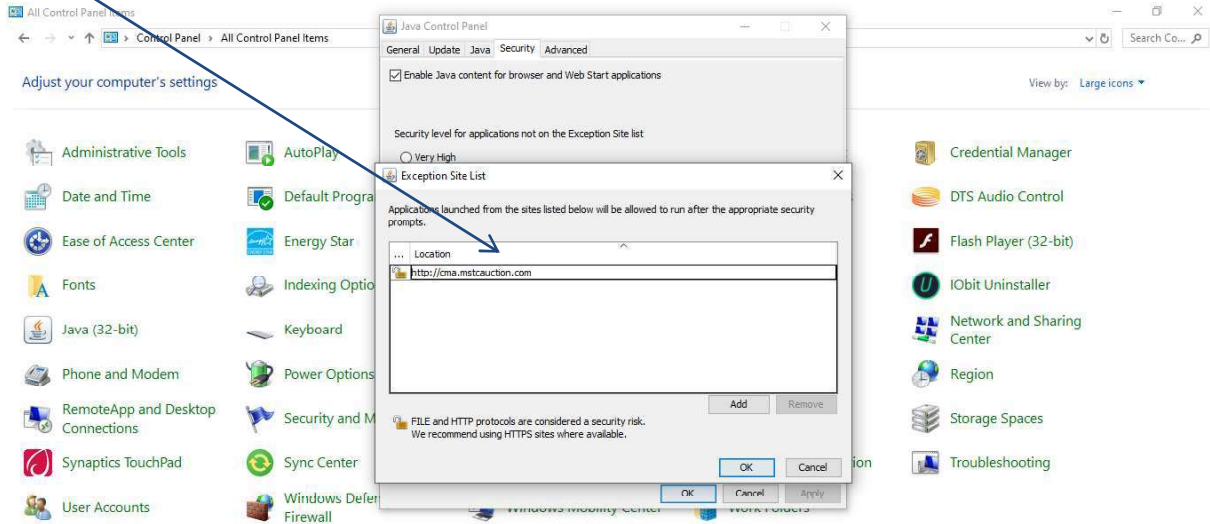 All Control Panel Items
Control Panel > All Control Panel Items
Search Co...
Adjust your computer's settings
View by: Large icons
Administrative Tools
AutoPlay
Credential Manager
Date and Time
Default Progra
DTS Audio Control
Ease of Access Center
Energy Star
Flash Player (32-bit)
Fonts
Indexing Optio
IObit Uninstaller
Java (32-bit)
Keyboard
Network and Sharing
Center
Phone and Modem
Power Options
Region
RemoteApp and Desktop
Connections
Security and M
Storage Spaces
Synaptics TouchPad
Sync Center
ion
Troubleshooting
User Accounts
Windows Defen
Firewall
Windows Mobility Center
Work Folders
Java Control Panel
General Update Java Security Advanced
Enable Java content for browser and Web Start applications
Security level for applications not on the Exception Site list
Very High
Exception Site List
Applications launched from the sites listed below will be allowed to run after the appropriate security
prompts.
... Location
http://cma.mstcauction.com
Add Remove
FILE and HTTP protocols are considered a security risk.
We recommend using HTTPS sites where available.
OK Cancel
OK Cancel Apply